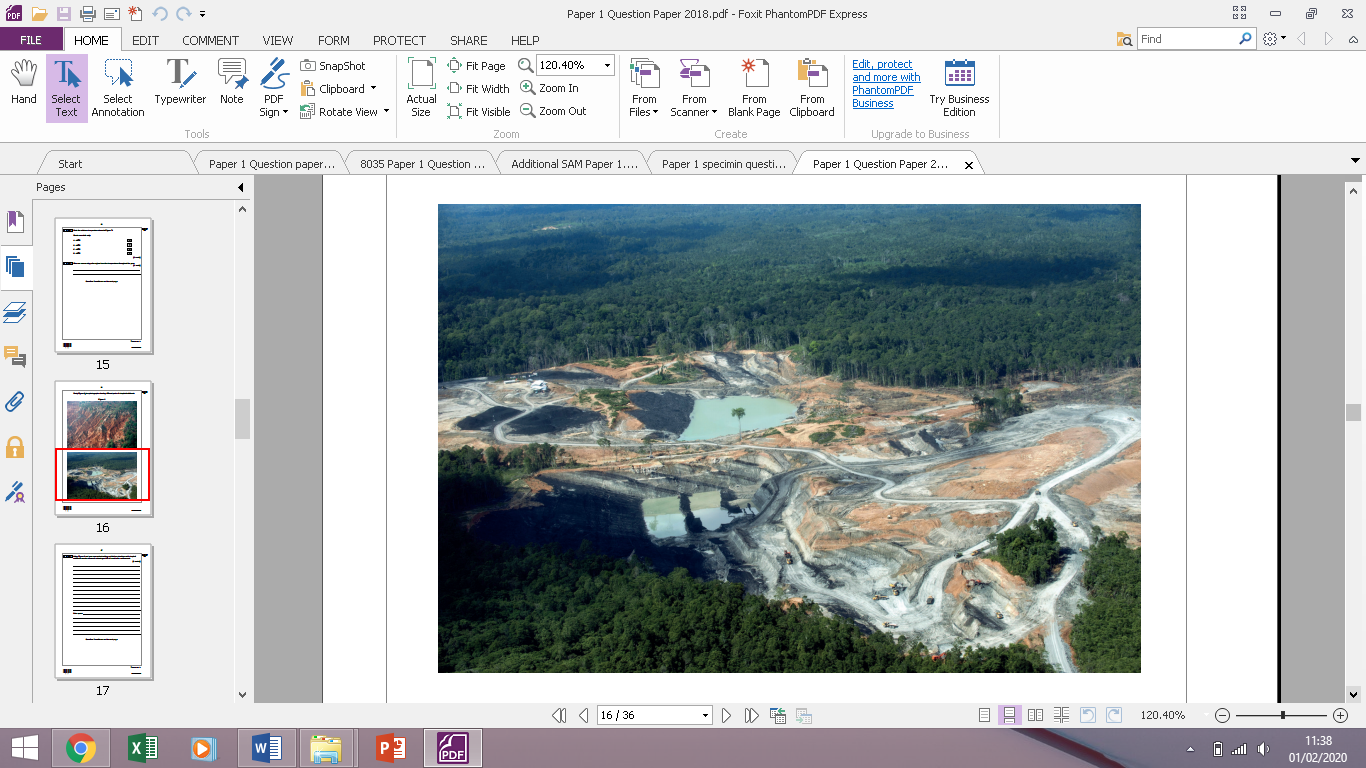 Paper 1 Question Paper 2018.pdf - Foxit PhantomPDF Express
FILE HOME EDIT COMMENT VIEW FORM PROTECT SHARE HELP
Find
Hand
Select Text
Select Annotation
Typewriter
Note
PDF Sign
SnapShot
Clipboard
Rotate View
Tools
Actual Size
Fit Page
Fit Width
Fit Visible
120.40%
Zoom In
Zoom Out
Zoom
From Files
From Scanner
From Blank Page
From Clipboard
Create
Edit, protect
and more with
PhantomPDF
Business
Try Business Edition
Upgrade to Business
Start
Paper 1 Question paper...
8035 Paper 1 Question ...
Additional SAM Paper 1....
Paper 1 specimin questi...
Paper 1 Question Paper 2...
Pages
15
16
17
16 / 36
120.40%
11:38
01/02/2020